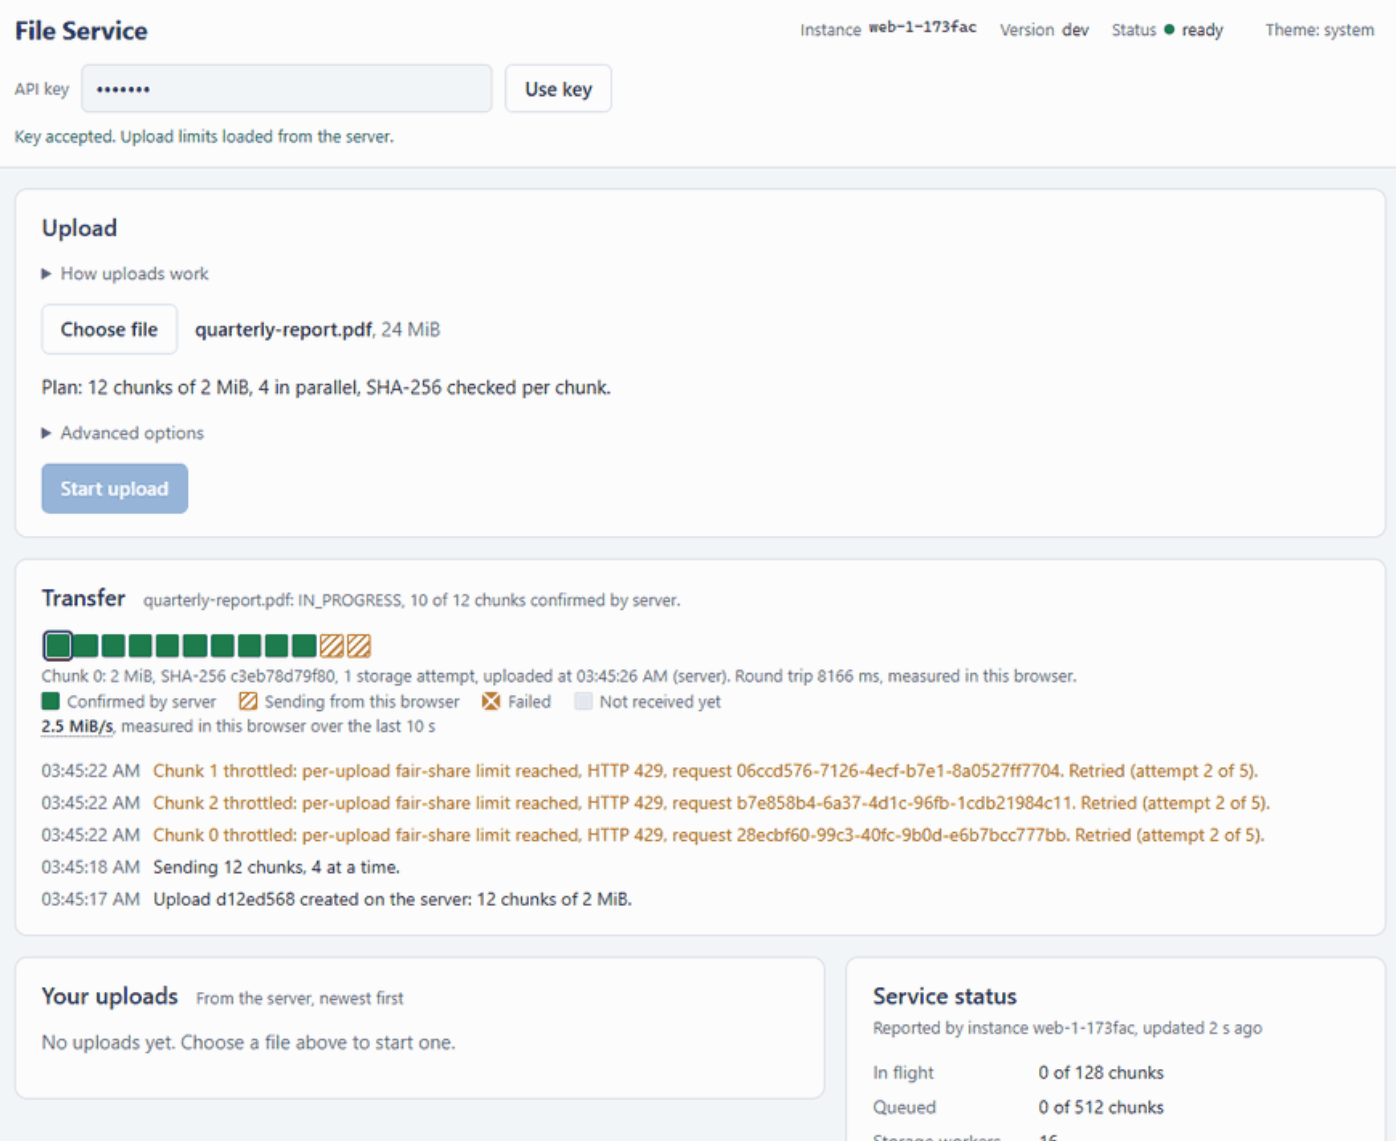 File Service
Instance web-1-173fac Version dev Status ready Theme: system
API key ••••••• Use key
Key accepted. Upload limits loaded from the server.
Upload
How uploads work
Choose file quarterly-report.pdf, 24 MiB
Plan: 12 chunks of 2 MiB, 4 in parallel, SHA-256 checked per chunk.
Advanced options
Start upload
Transfer quarterly-report.pdf: IN_PROGRESS, 10 of 12 chunks confirmed by server.
Chunk 0: 2 MiB, SHA-256 c3eb78d79f80, 1 storage attempt, uploaded at 03:45:26 AM (server). Round trip 8166 ms, measured in this browser.
Confirmed by server Sending from this browser Failed Not received yet
2.5 MiB/s, measured in this browser over the last 10 s
03:45:22 AM Chunk 1 throttled: per-upload fair-share limit reached, HTTP 429, request 06ccd576-7126-4ecf-b7e1-8a0527ff7704. Retried (attempt 2 of 5).
03:45:22 AM Chunk 2 throttled: per-upload fair-share limit reached, HTTP 429, request b7e858b4-6a37-4d1c-96fb-1cdb21984c11. Retried (attempt 2 of 5).
03:45:22 AM Chunk 0 throttled: per-upload fair-share limit reached, HTTP 429, request 28ecbf60-99c3-40fc-9b0d-e6b7bcc777bb. Retried (attempt 2 of 5).
03:45:18 AM Sending 12 chunks, 4 at a time.
03:45:17 AM Upload d12ed568 created on the server: 12 chunks of 2 MiB.
Your uploads From the server, newest first
No uploads yet. Choose a file above to start one.
Service status
Reported by instance web-1-173fac, updated 2 s ago
In flight 0 of 128 chunks
Queued 0 of 512 chunks
Storage workers 16